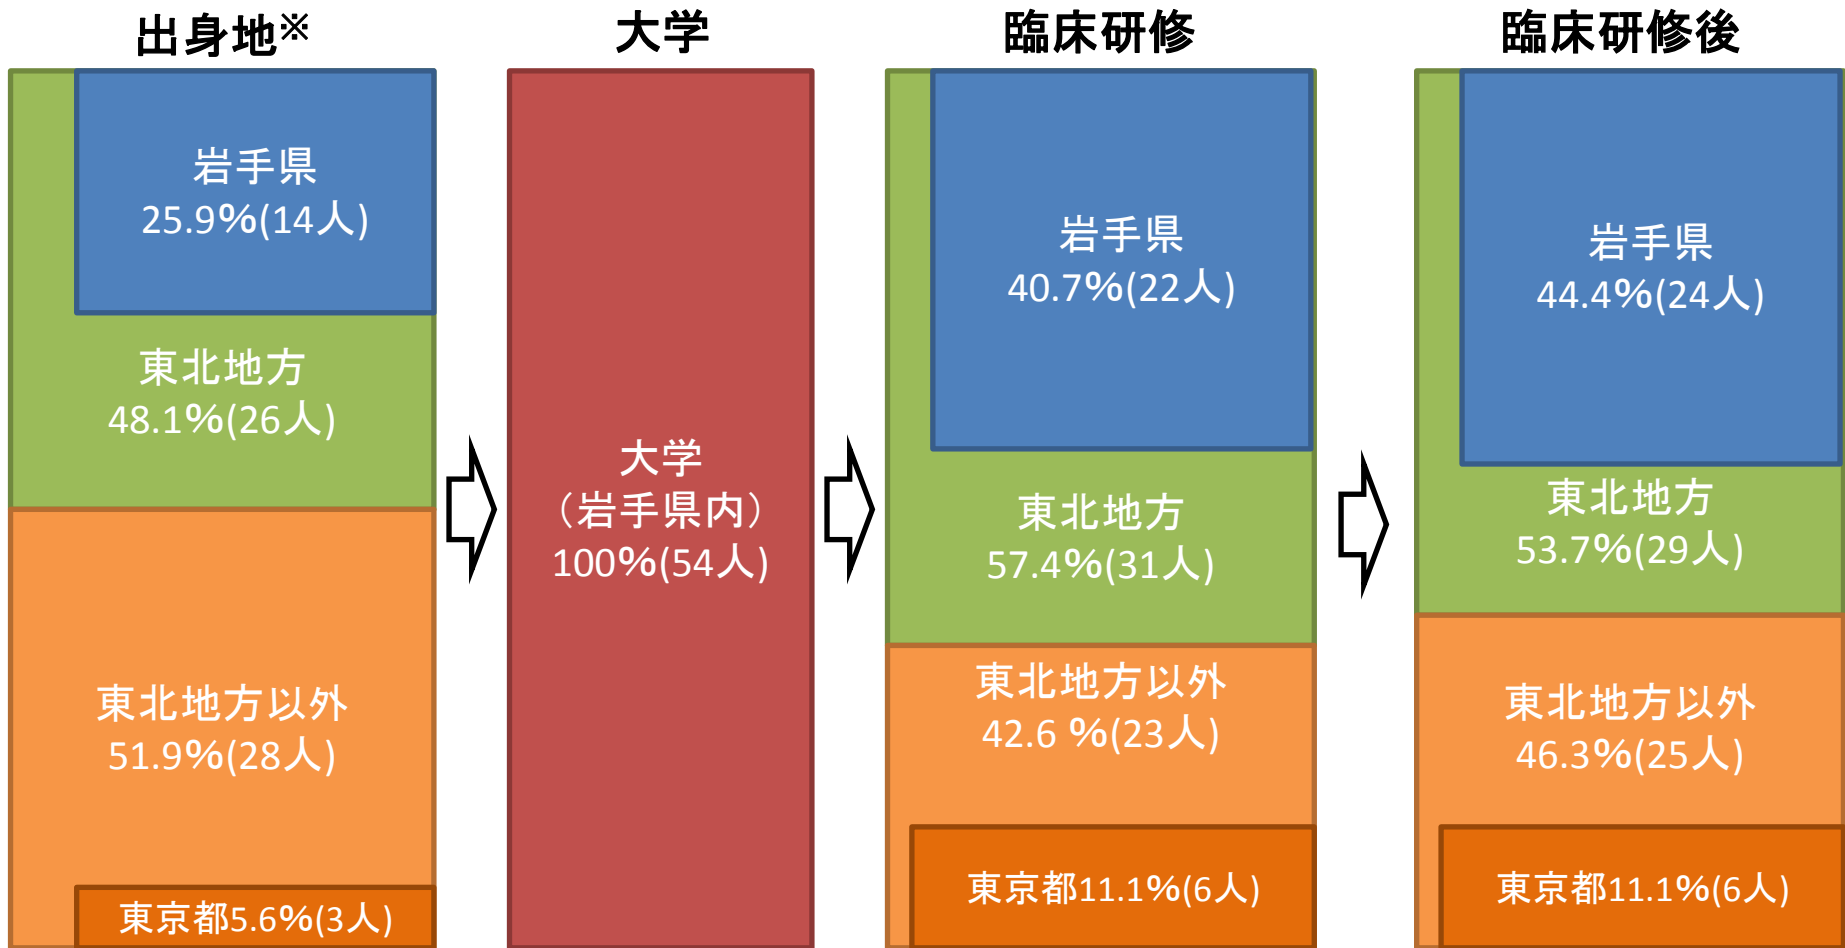 出身地※
岩手県
25.9%(14人)
東北地方
48.1%(26人)
東北地方以外
51.9%(28人)
東京都5.6%(3人)
大学
大学
（岩手県内）
100%(54人)
臨床研修
岩手県
40.7%(22人)
東北地方
57.4%(31人)
東北地方以外
42.6 %(23人)
東京都11.1%(6人)
臨床研修後
岩手県
44.4%(24人)
東北地方
53.7%(29人)
東北地方以外
46.3%(25人)
東京都11.1%(6人)